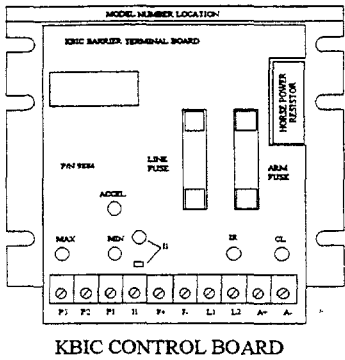 MODEL NUMBER LOCATION
KBIC BARRIER TERMINAL BOARD
HORSE POWER
RESISTOR
P/N 9884
LINE
FUSE
ARM
FUSE
ACCEL
MAX
MIN
IR
CL
P3 P2 P1 I1 F+ F- L1 L2 A+ A-
KBIC CONTROL BOARD